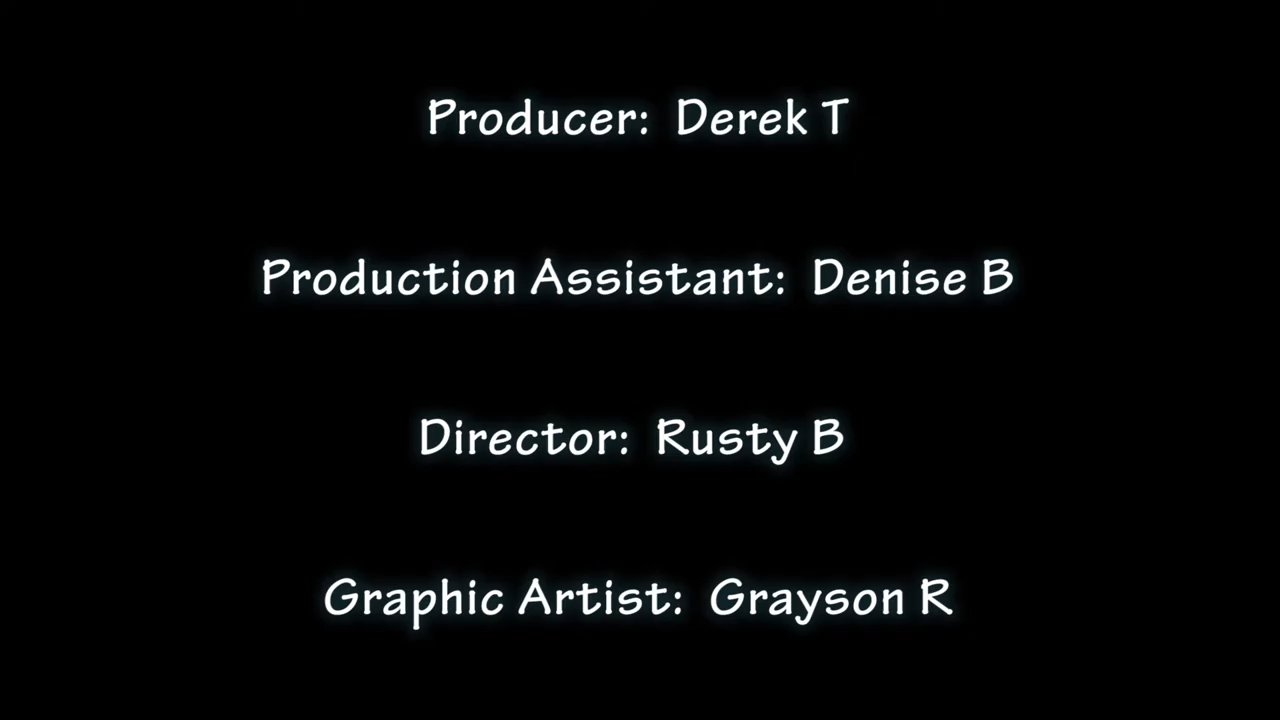 Producer: Derek T
Production Assistant: Denise B
Director: Rusty B
Graphic Artist: Grayson R